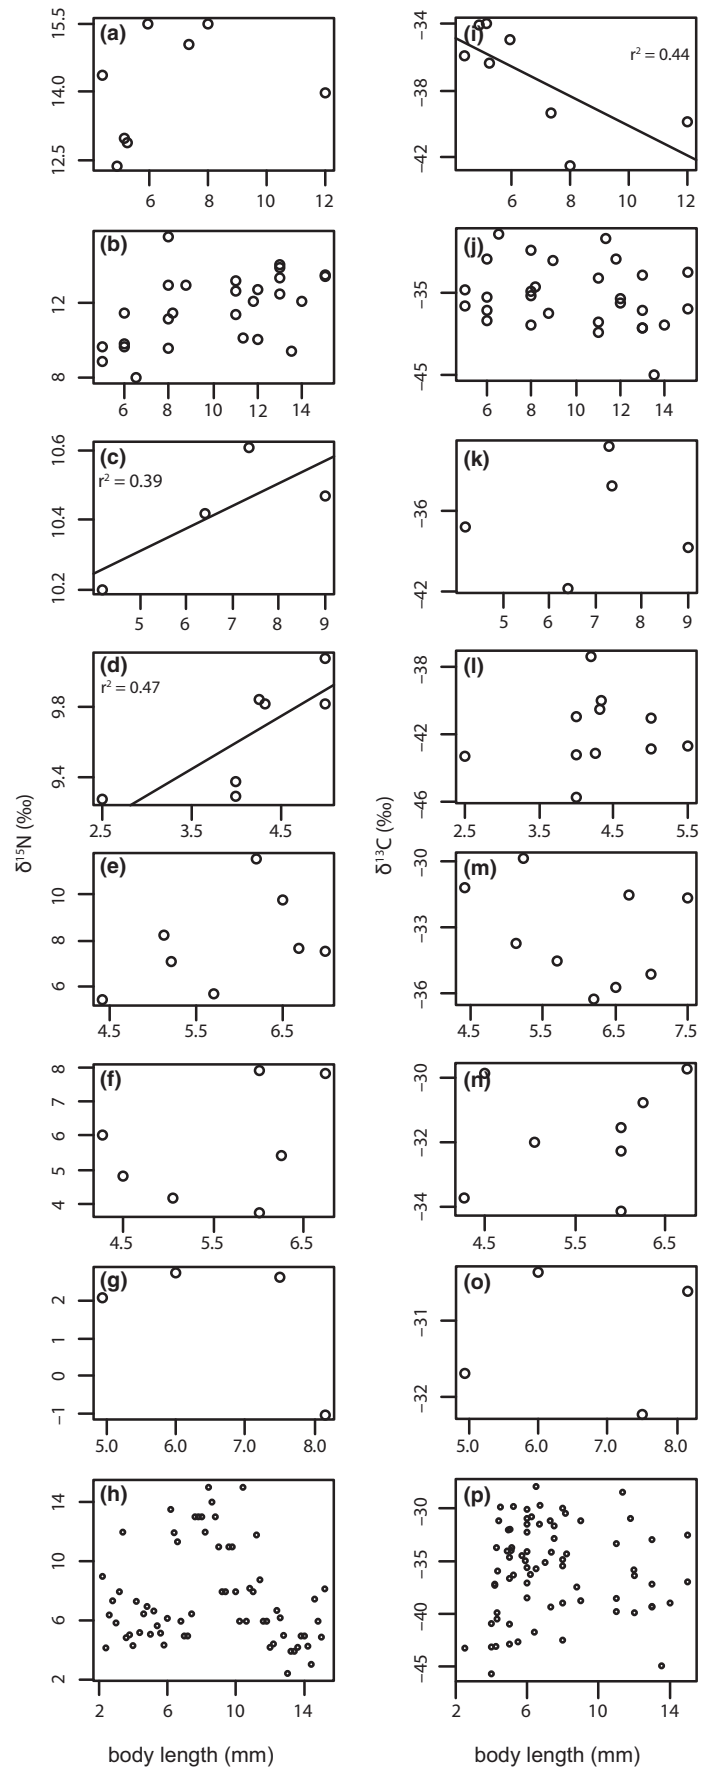 (a)
15.5
14.0
12.5
6 8 10 12
(i)
r² = 0.44
−34
−38
−42
6 8 10 12
(b)
12
8
6 8 10 12 14
(j)
−35
−45
6 8 10 12 14
(c)
r² = 0.39
10.6
10.4
10.2
5 6 7 8 9
(k)
−36
−42
5 6 7 8 9
(d)
r² = 0.47
9.8
9.4
2.5 3.5 4.5
(l)
−38
−42
−46
2.5 3.5 4.5 5.5
δ¹⁵N (‰)
δ¹³C (‰)
(e)
10
8
6
4.5 5.5 6.5
(m)
−30
−33
−36
4.5 5.5 6.5 7.5
(f)
8
7
6
5
4
4.5 5.5 6.5
(n)
−30
−32
−34
4.5 5.5 6.5
(g)
2
1
0
−1
5.0 6.0 7.0 8.0
(o)
−31
−32
5.0 6.0 7.0 8.0
(h)
14
10
6
2
2 6 10 14
(p)
−30
−35
−40
−45
2 6 10 14
body length (mm)
body length (mm)